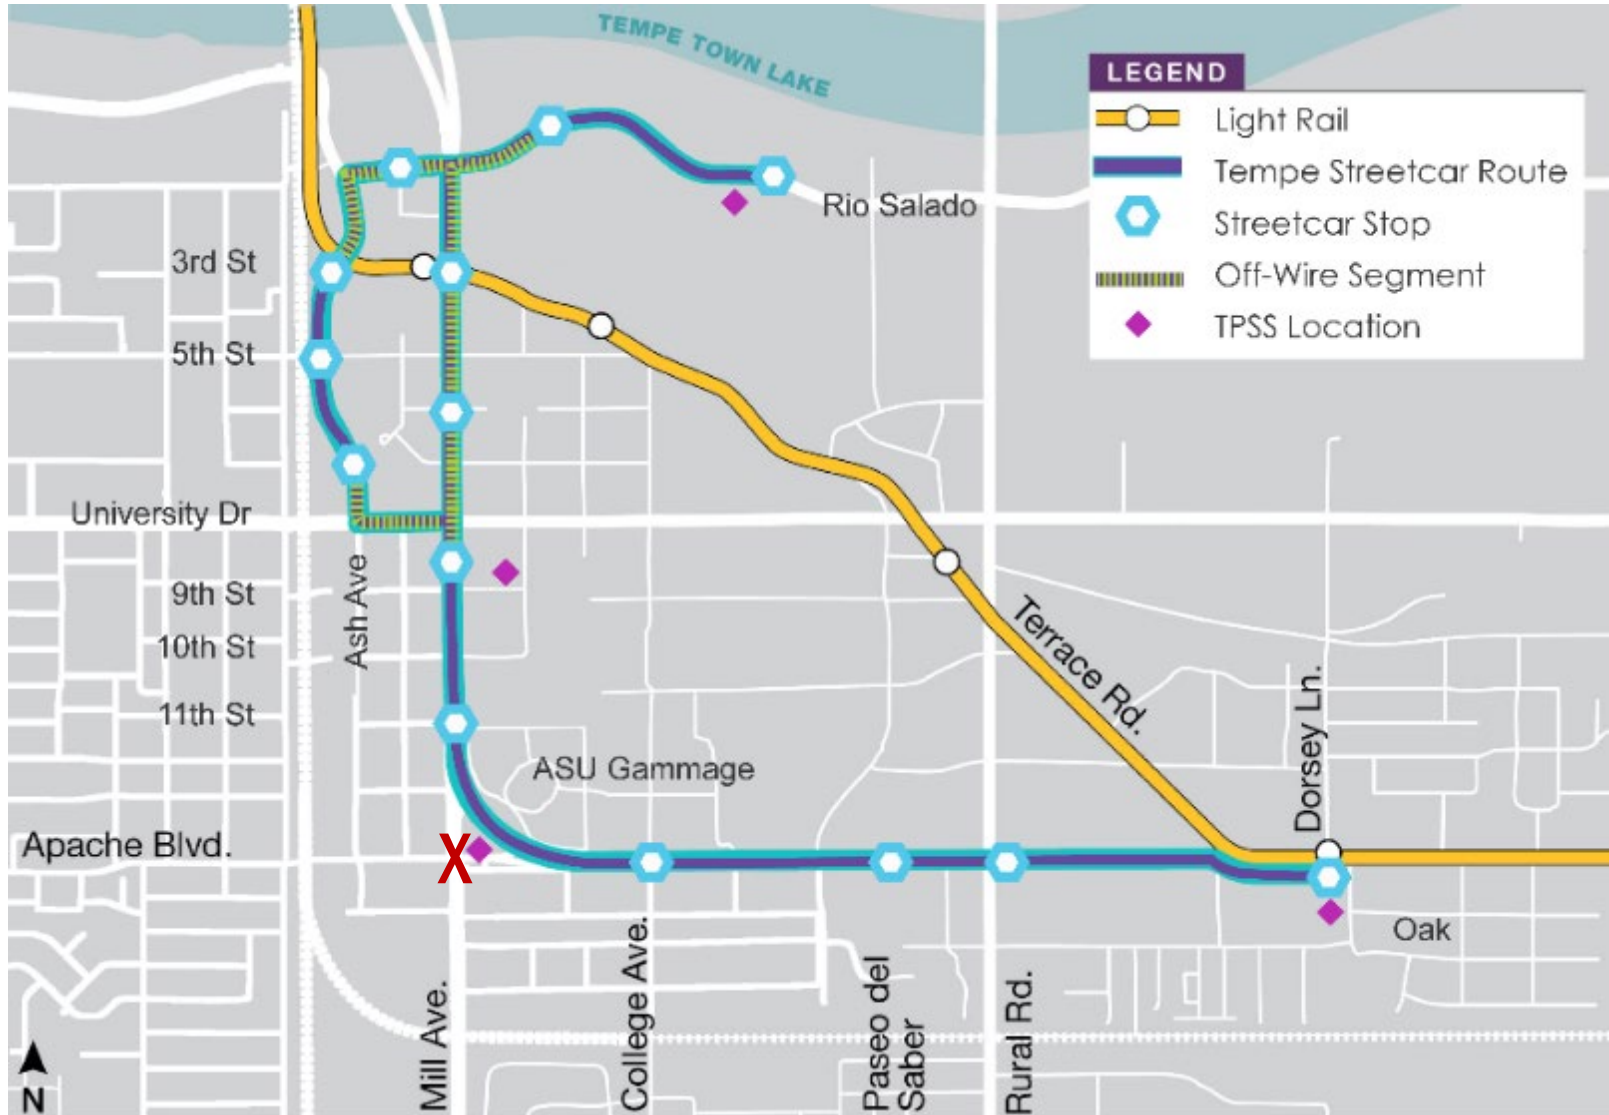 TEMPE TOWN LAKE
LEGEND
Light Rail
Tempe Streetcar Route
Streetcar Stop
Off-Wire Segment
TPSS Location
Rio Salado
3rd St
5th St
University Dr
Ash Ave
9th St
10th St
11th St
Terrace Rd.
Dorsey Ln.
ASU Gammage
Apache Blvd.
X
Oak
Mill Ave.
College Ave.
Paseo del
Saber
Rural Rd.
N